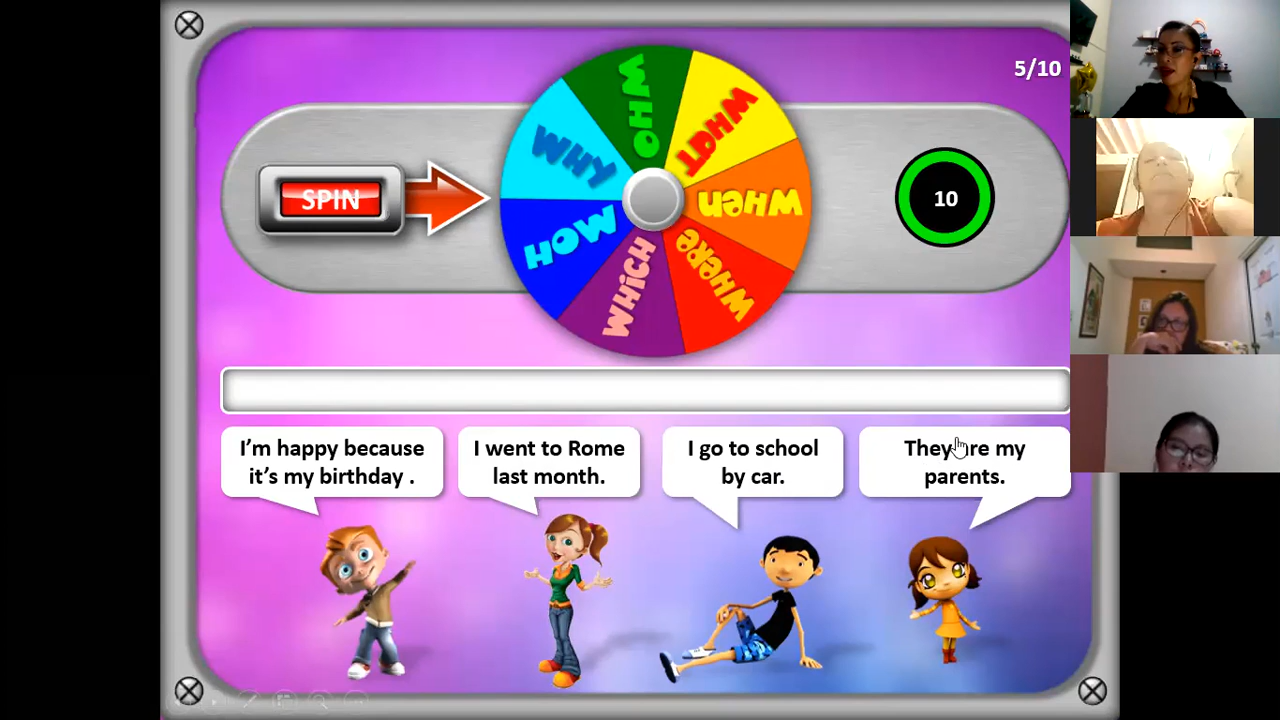 5/10
SPIN
WHO
WHAT
WHEN
WHERE
WHICH
HOW
WHY
10
I'm happy because
it's my birthday .
I went to Rome
last month.
I go to school
by car.
They are my
parents.